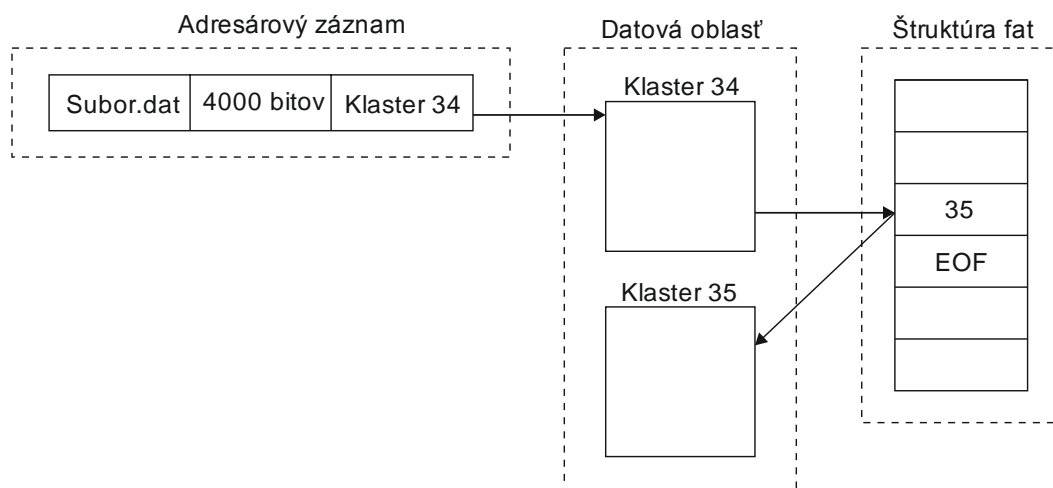 Adresárový záznam
Subor.dat 4000 bitov Klaster 34
Datová oblasť
Klaster 34
Klaster 35
Štruktúra fat
35
EOF